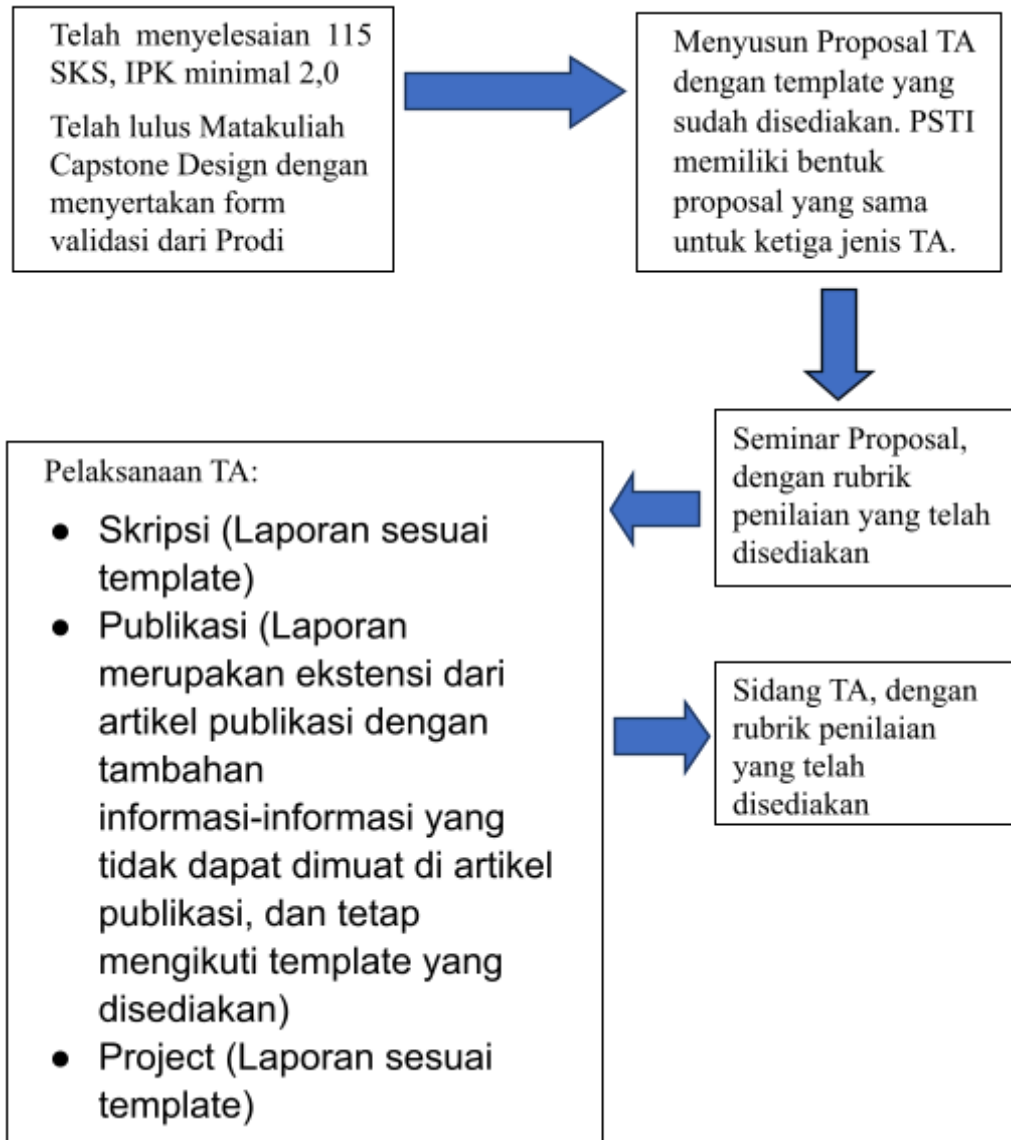 Telah menyelesaian 115
SKS, IPK minimal 2,0
Telah lulus Matakuliah
Capstone Design dengan
menyertakan form
validasi dari Prodi
Menyusun Proposal TA
dengan template yang
sudah disediakan. PSTI
memiliki bentuk
proposal yang sama
untuk ketiga jenis TA.
Seminar Proposal,
dengan rubrik
penilaian yang telah
disediakan
Pelaksanaan TA:
● Skripsi (Laporan sesuai
template)
● Publikasi (Laporan
merupakan ekstensi dari
artikel publikasi dengan
tambahan
informasi-informasi yang
tidak dapat dimuat di artikel
publikasi, dan tetap
mengikuti template yang
disediakan)
● Project (Laporan sesuai
template)
Sidang TA, dengan
rubrik penilaian
yang telah
disediakan